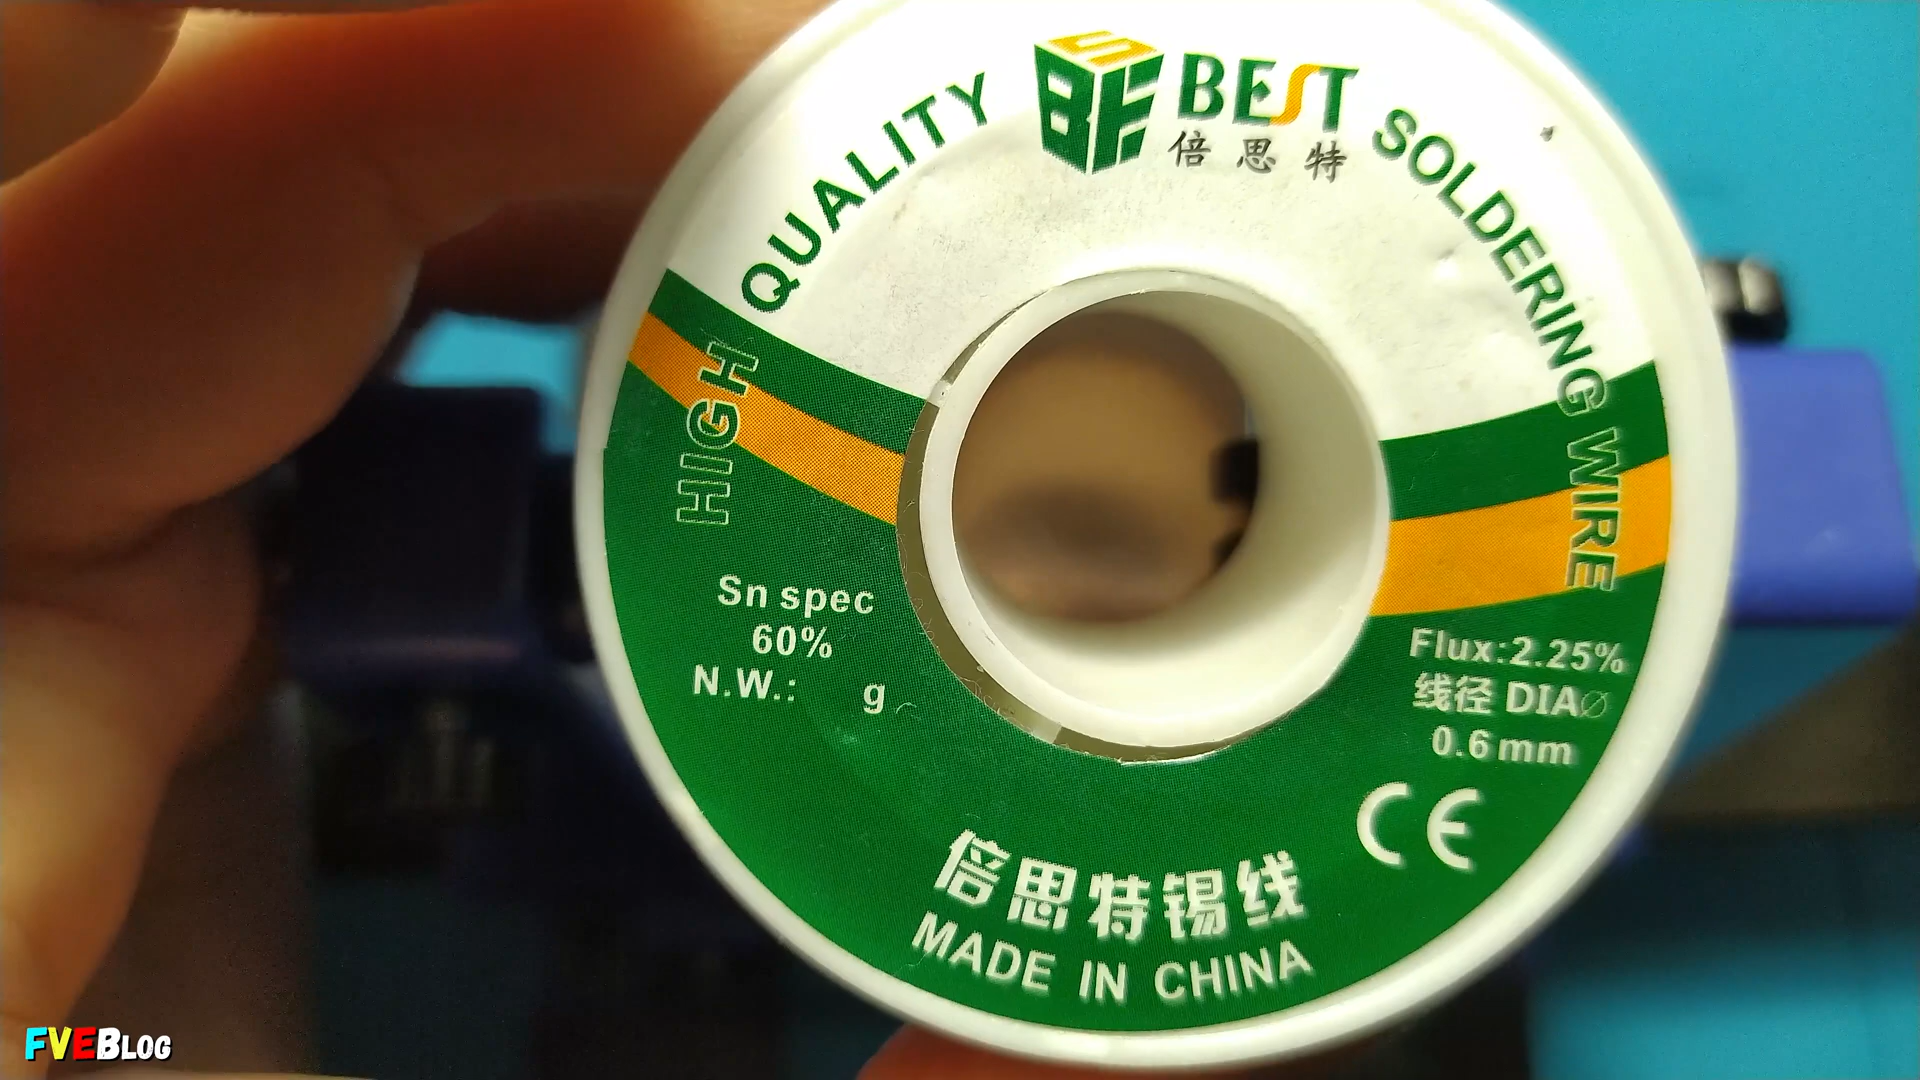 SBF
BEST
倍思特
HIGH QUALITY
SOLDERING WIRE
Sn spec
60%
N.W.: g
Flux:2.25%
线径 DIAØ
0.6mm
CE
倍思特锡线
MADE IN CHINA
FVEBLOG